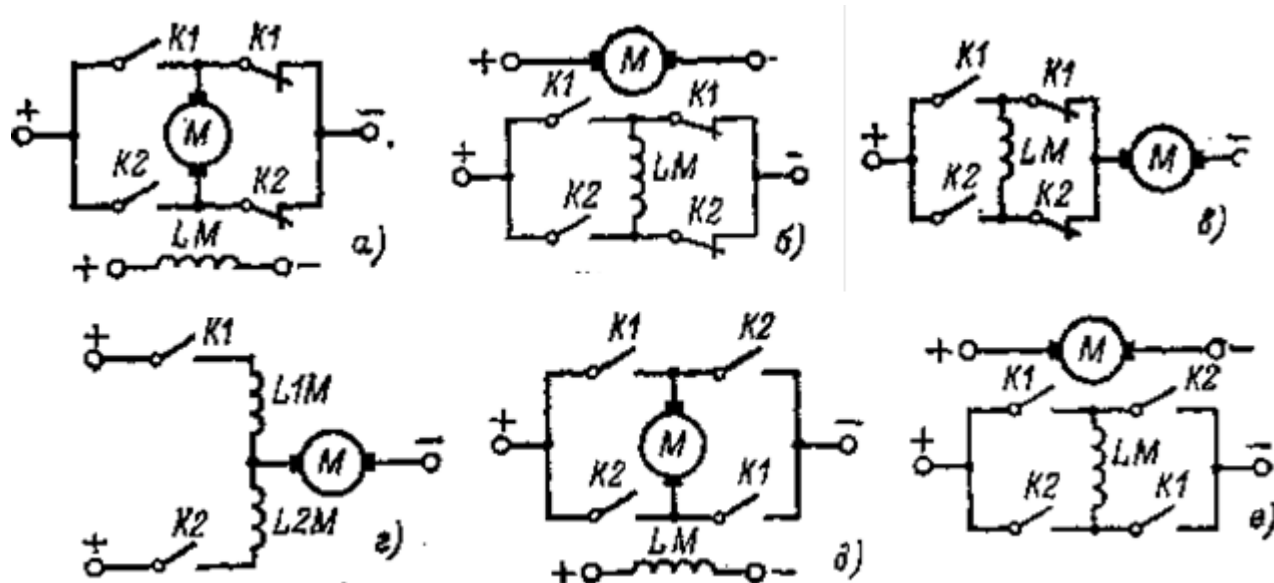 K1 K1
+ M −
K2 K2
LM
+ − а)
+ M −
K1 K1
+ LM −
K2 K2
б)
K1 K1
+ LM M −
K2 K2
в)
+ K1
L1M
M −
L2M
+ K2
г)
K1 K2
+ M −
K2 K1
LM
+ − д)
+ M −
K1 K2
+ LM −
K2 K1
е)